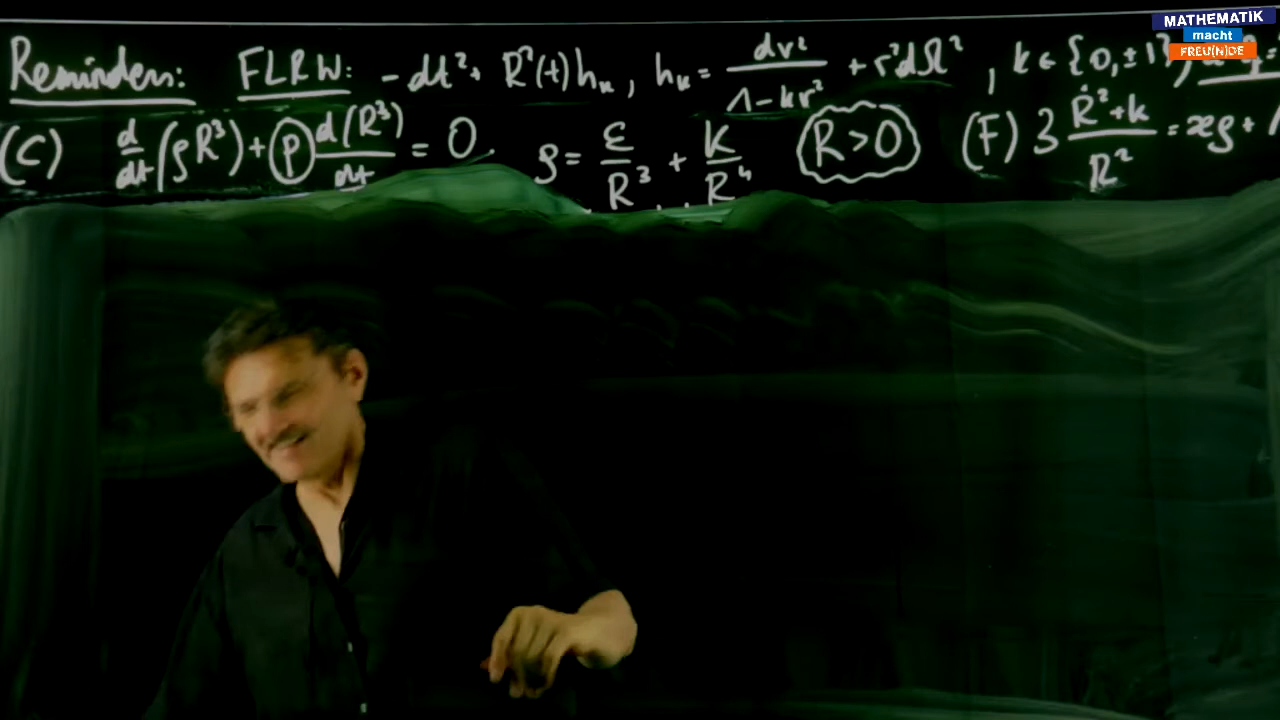 MATHEMATIK
macht
FREU(N)DE
Reminders: FLRW: -dt² + R²(t) hₖ, hₖ = dr²/(1-kr²) + r²dΩ², k ∈ {0,±1},
(C) d/dt (ρR³) + p d(R³)/dt = 0. ρ = ε/R³ + K/R⁴ R>0 (F) 3 (Ṙ²+k)/R² = ϰρ +